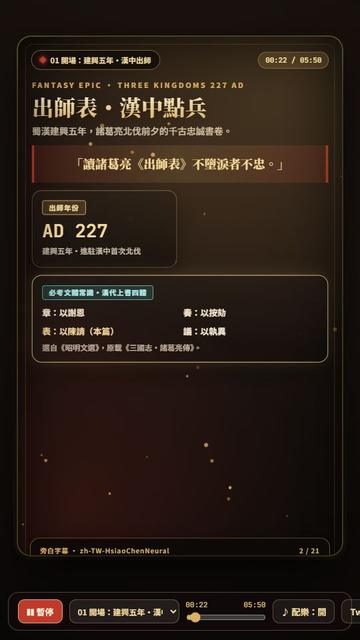 01 開場：建興五年・漢中出師
00:22 / 05:50
FANTASY EPIC • THREE KINGDOMS 227 AD
出師表・漢中點兵
蜀漢建興五年，諸葛亮北伐前夕的千古忠誠書卷。
「讀諸葛亮《出師表》不墮淚者不忠。」
出師年份
AD 227
建興五年・進駐漢中首次北伐
必考文體常識・漢代上書四體
章：以謝恩
奏：以按劾
表：以陳請（本篇）
議：以執異
選自《昭明文選》，原載《三國志・諸葛亮傳》。
旁白字幕 • zh-TW-HsiaoChenNeural
2 / 21
暫停
01 開場：建興五年・漢
00:22
05:50
♪ 配樂：開